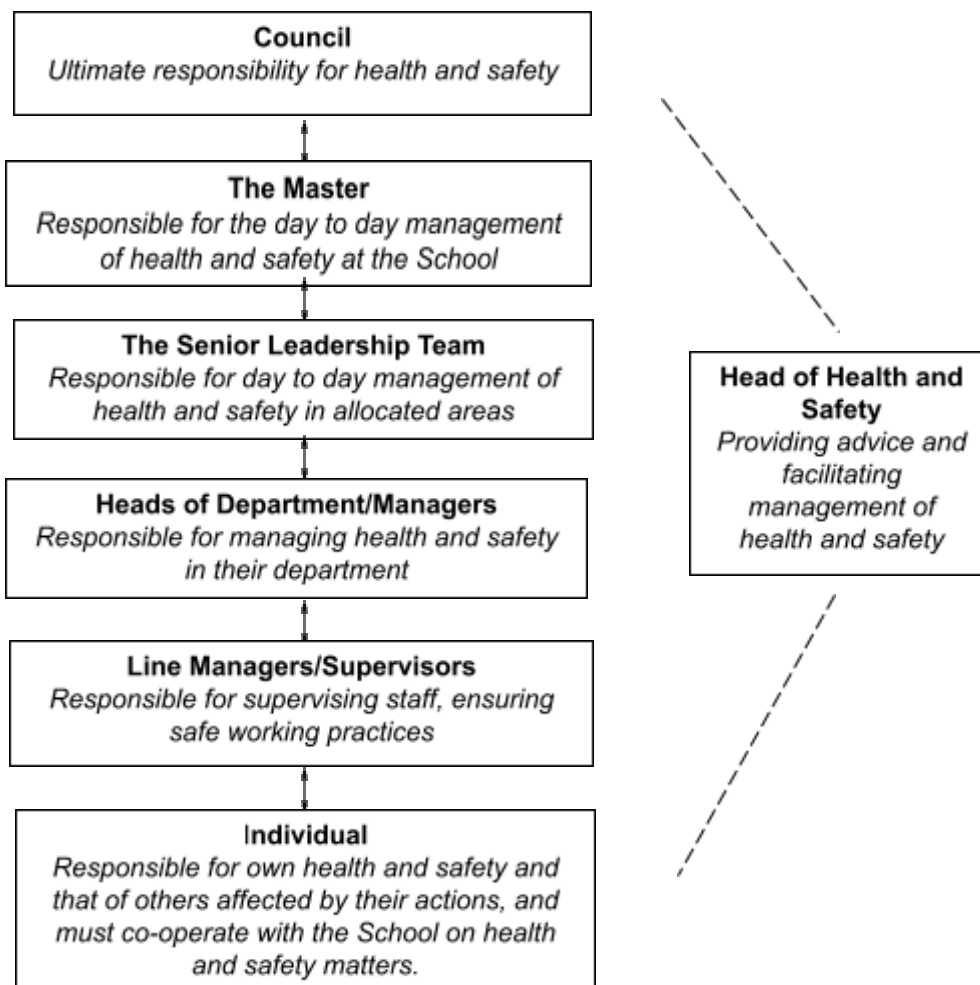 Council
Ultimate responsibility for health and safety
The Master
Responsible for the day to day management
of health and safety at the School
The Senior Leadership Team
Responsible for day to day management of
health and safety in allocated areas
Heads of Department/Managers
Responsible for managing health and safety
in their department
Line Managers/Supervisors
Responsible for supervising staff, ensuring
safe working practices
Individual
Responsible for own health and safety and
that of others affected by their actions, and
must co-operate with the School on health
and safety matters.
Head of Health and
Safety
Providing advice and
facilitating
management of
health and safety